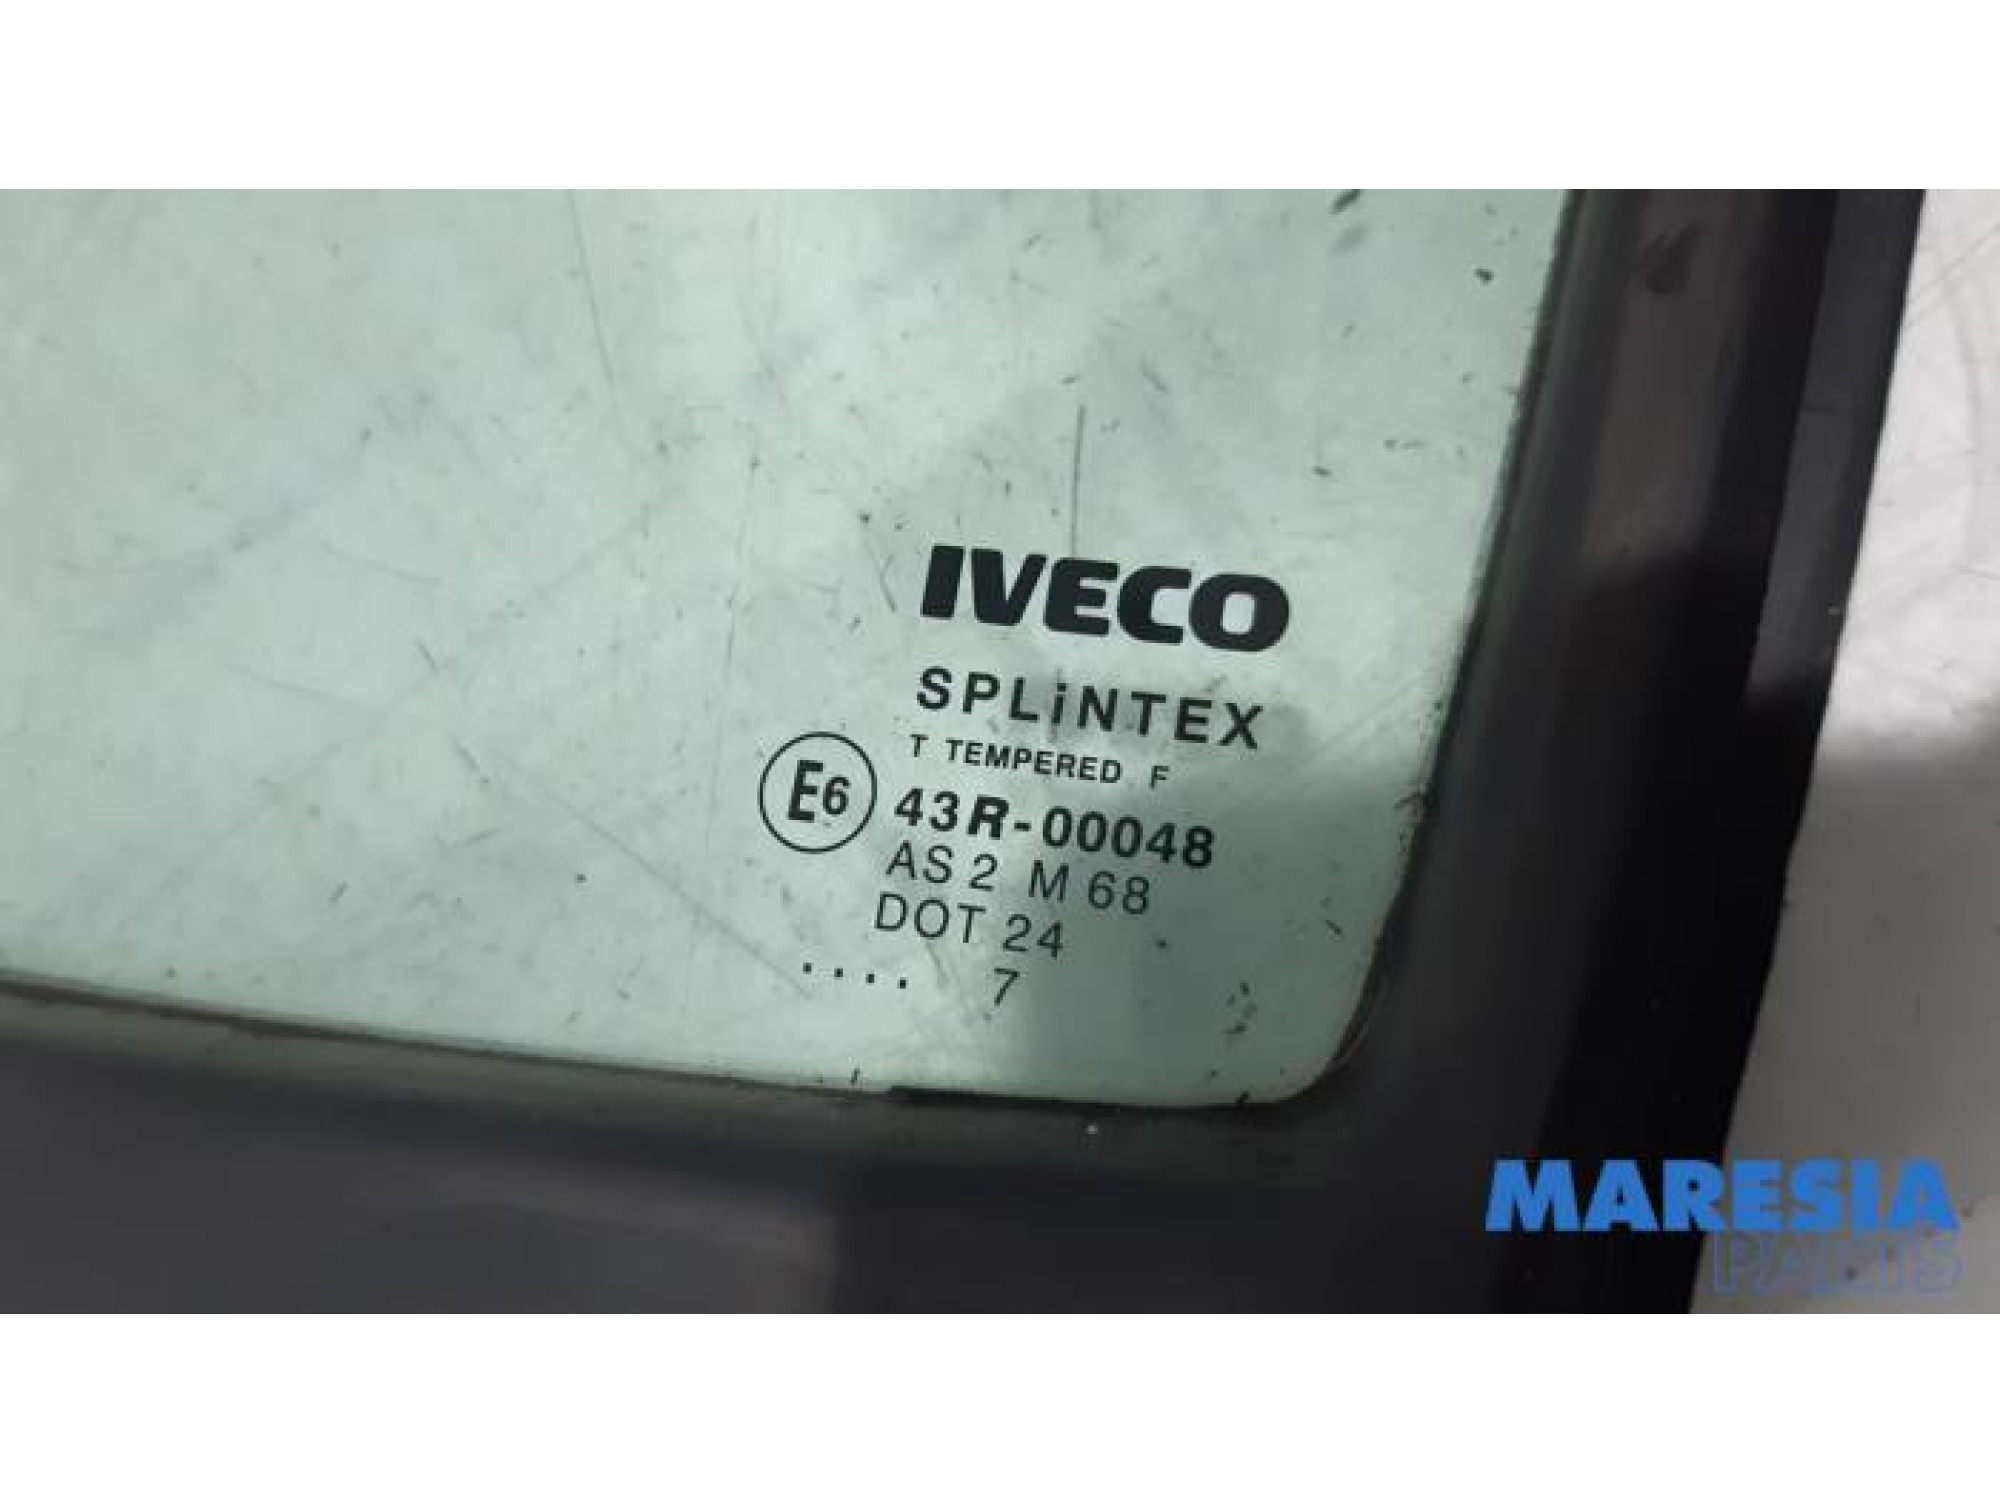 IVECO
SPLiNTEX
T TEMPERED F
E6 43R-00048
AS 2 M 68
DOT 24
.... 7
MARESIA
PARTS